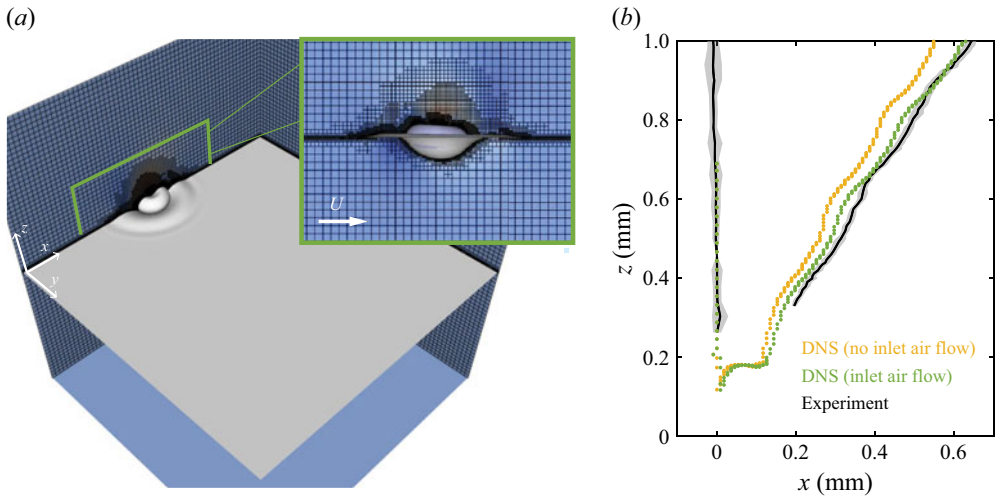 (a)
U
z
x
y
(b)
1.0
0.8
0.6
0.4
0.2
0
z (mm)
DNS (no inlet air flow)
DNS (inlet air flow)
Experiment
0
0.2
0.4
0.6
x (mm)